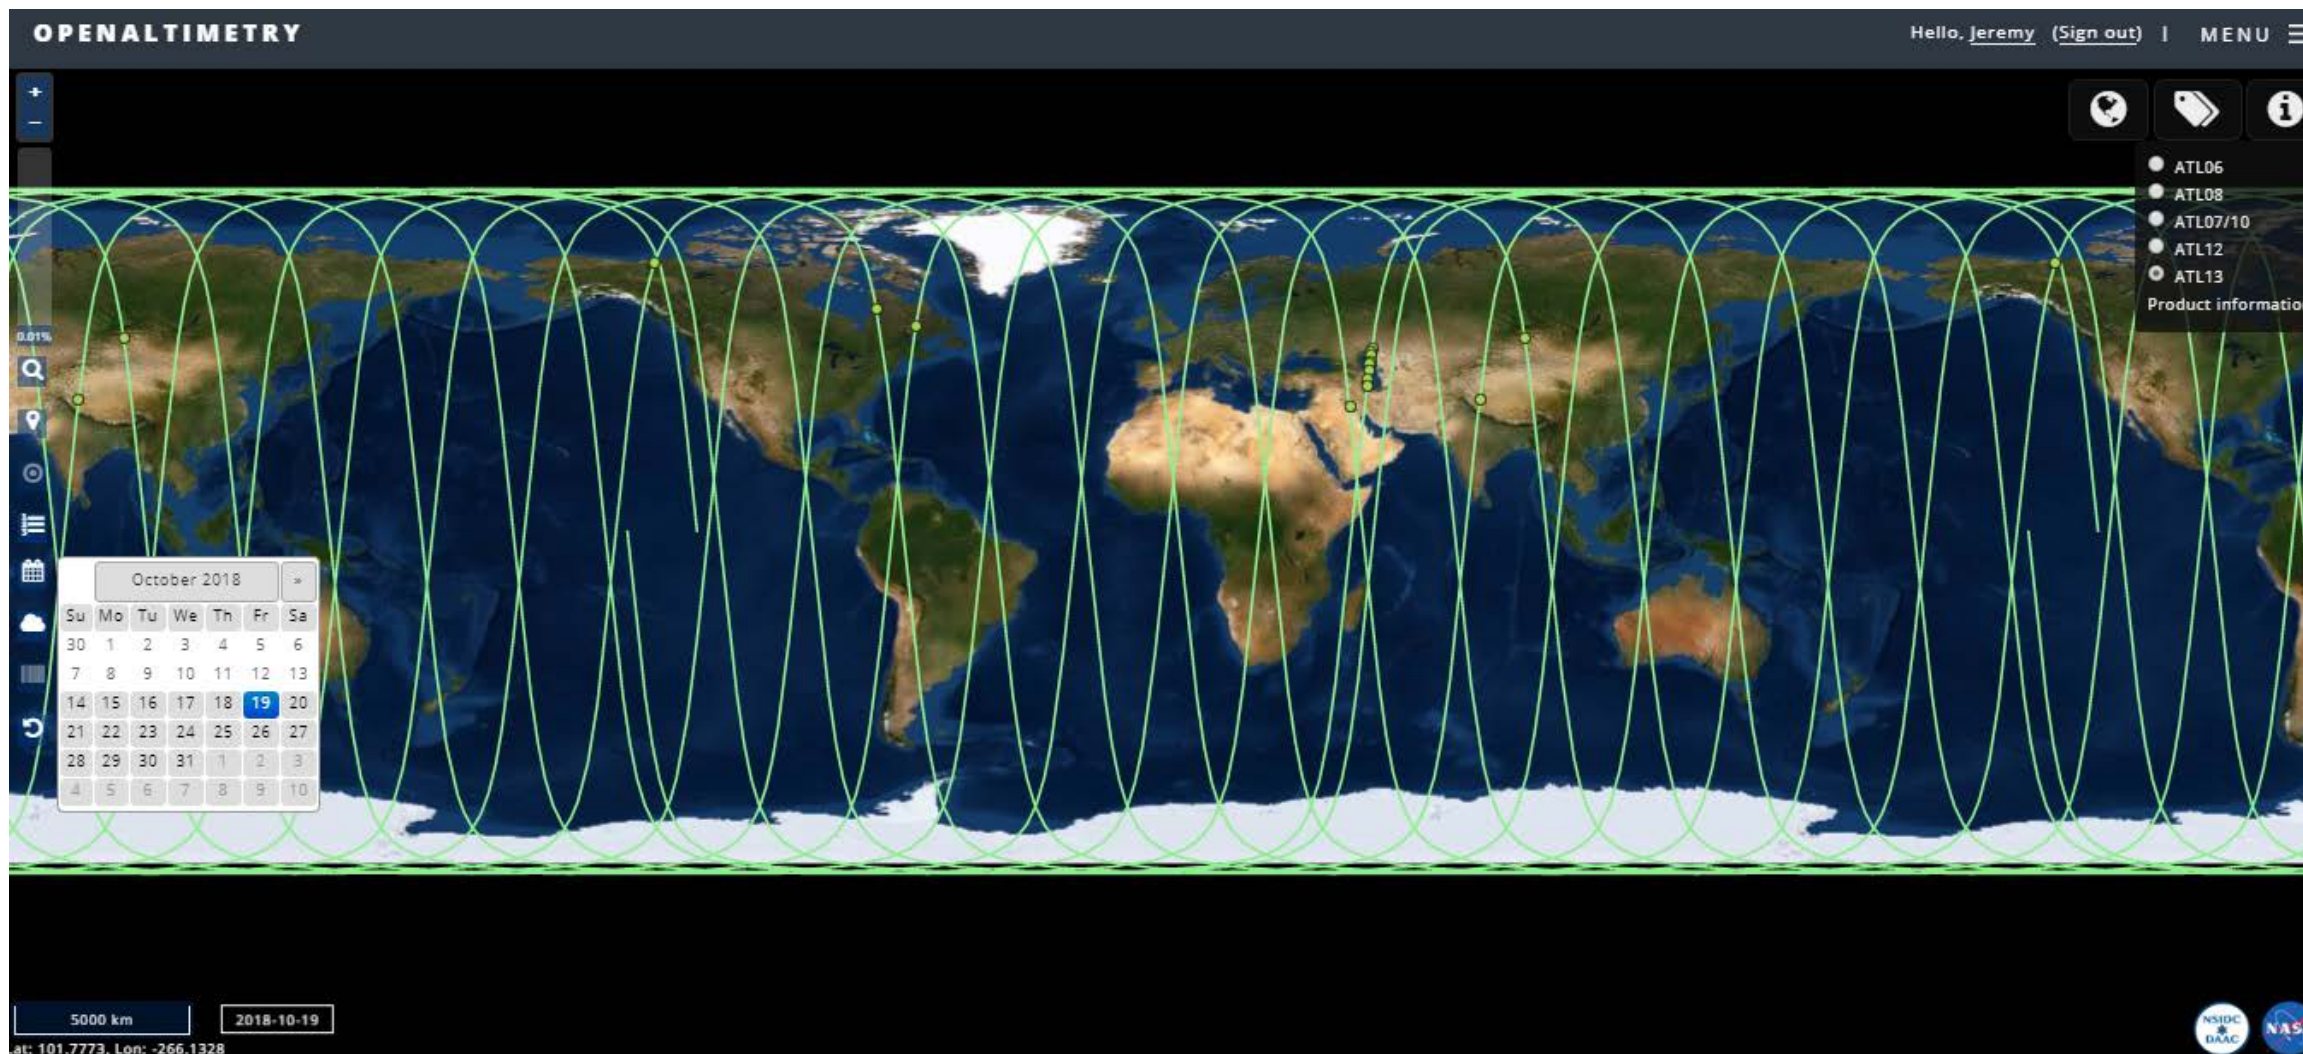 OPENALTIMETRY
Hello, Jeremy (Sign out) | MENU
+
−
ATL06
ATL08
ATL07/10
ATL12
ATL13
Product informatio
0.01%
October 2018 »
Su Mo Tu We Th Fr Sa
30 1 2 3 4 5 6
7 8 9 10 11 12 13
14 15 16 17 18 19 20
21 22 23 24 25 26 27
28 29 30 31 1 2 3
4 5 6 7 8 9 10
5000 km
2018-10-19
at: 101.7773, Lon: -266.1328
NSIDC
DAAC
NAS